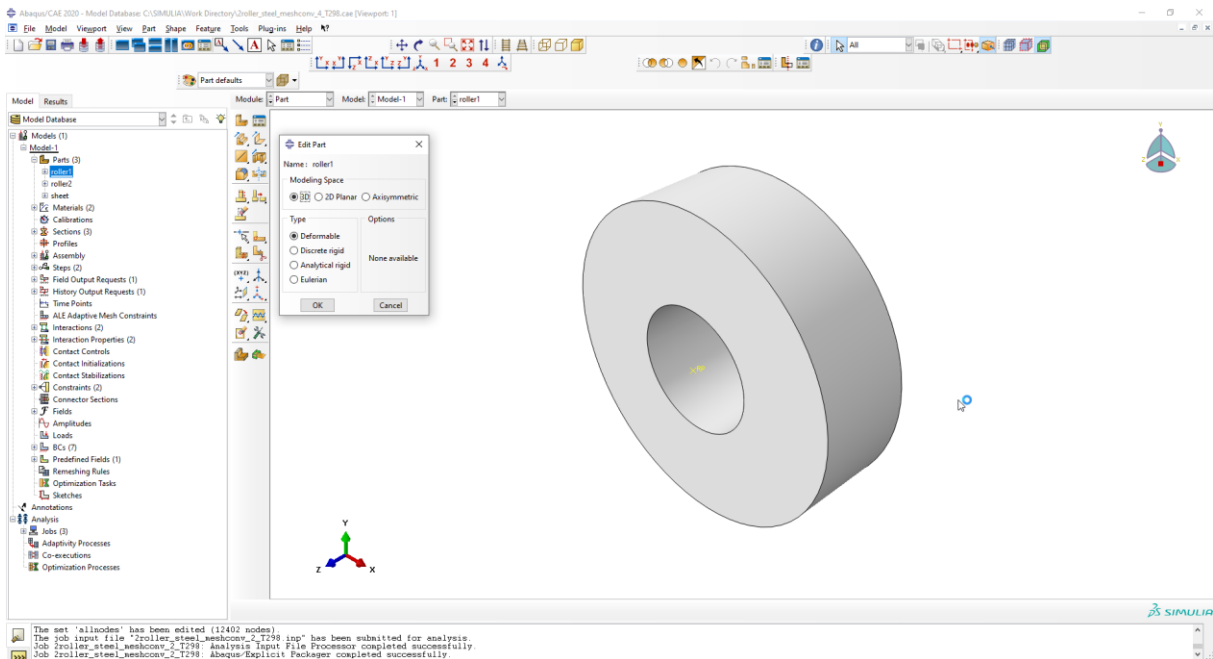 Abaqus/CAE 2020 - Model Database: C:\SIMULIA\Work Directory\2roller_steel_meshconv_4_T298.cae [Viewport: 1]
File Model Viewport View Part Shape Feature Tools Plug-ins Help
All
1 2 3 4
Part defaults
Model Results
Module: Part Model: Model-1 Part: roller1
Model Database
Models (1)
Model-1
Parts (3)
roller1
roller2
sheet
Materials (2)
Calibrations
Sections (3)
Profiles
Assembly
Steps (2)
Field Output Requests (1)
History Output Requests (1)
Time Points
ALE Adaptive Mesh Constraints
Interactions (2)
Interaction Properties (2)
Contact Controls
Contact Initializations
Contact Stabilizations
Constraints (2)
Connector Sections
Fields
Amplitudes
Loads
BCs (7)
Predefined Fields (1)
Remeshing Rules
Optimization Tasks
Sketches
Annotations
Analysis
Jobs (3)
Adaptivity Processes
Co-executions
Optimization Processes
Edit Part
Name: roller1
Modeling Space
3D 2D Planar Axisymmetric
Type Options
Deformable
Discrete rigid
Analytical rigid
Eulerian
None available
OK Cancel
RP
Y
Z X
Y
Z X
SIMULIA
The set 'allnodes' has been edited (12402 nodes).
The job input file "2roller_steel_meshconv_2_T298.inp" has been submitted for analysis.
Job 2roller_steel_meshconv_2_T298: Analysis Input File Processor completed successfully.
Job 2roller_steel_meshconv_2_T298: Abaqus/Explicit Packager completed successfully.